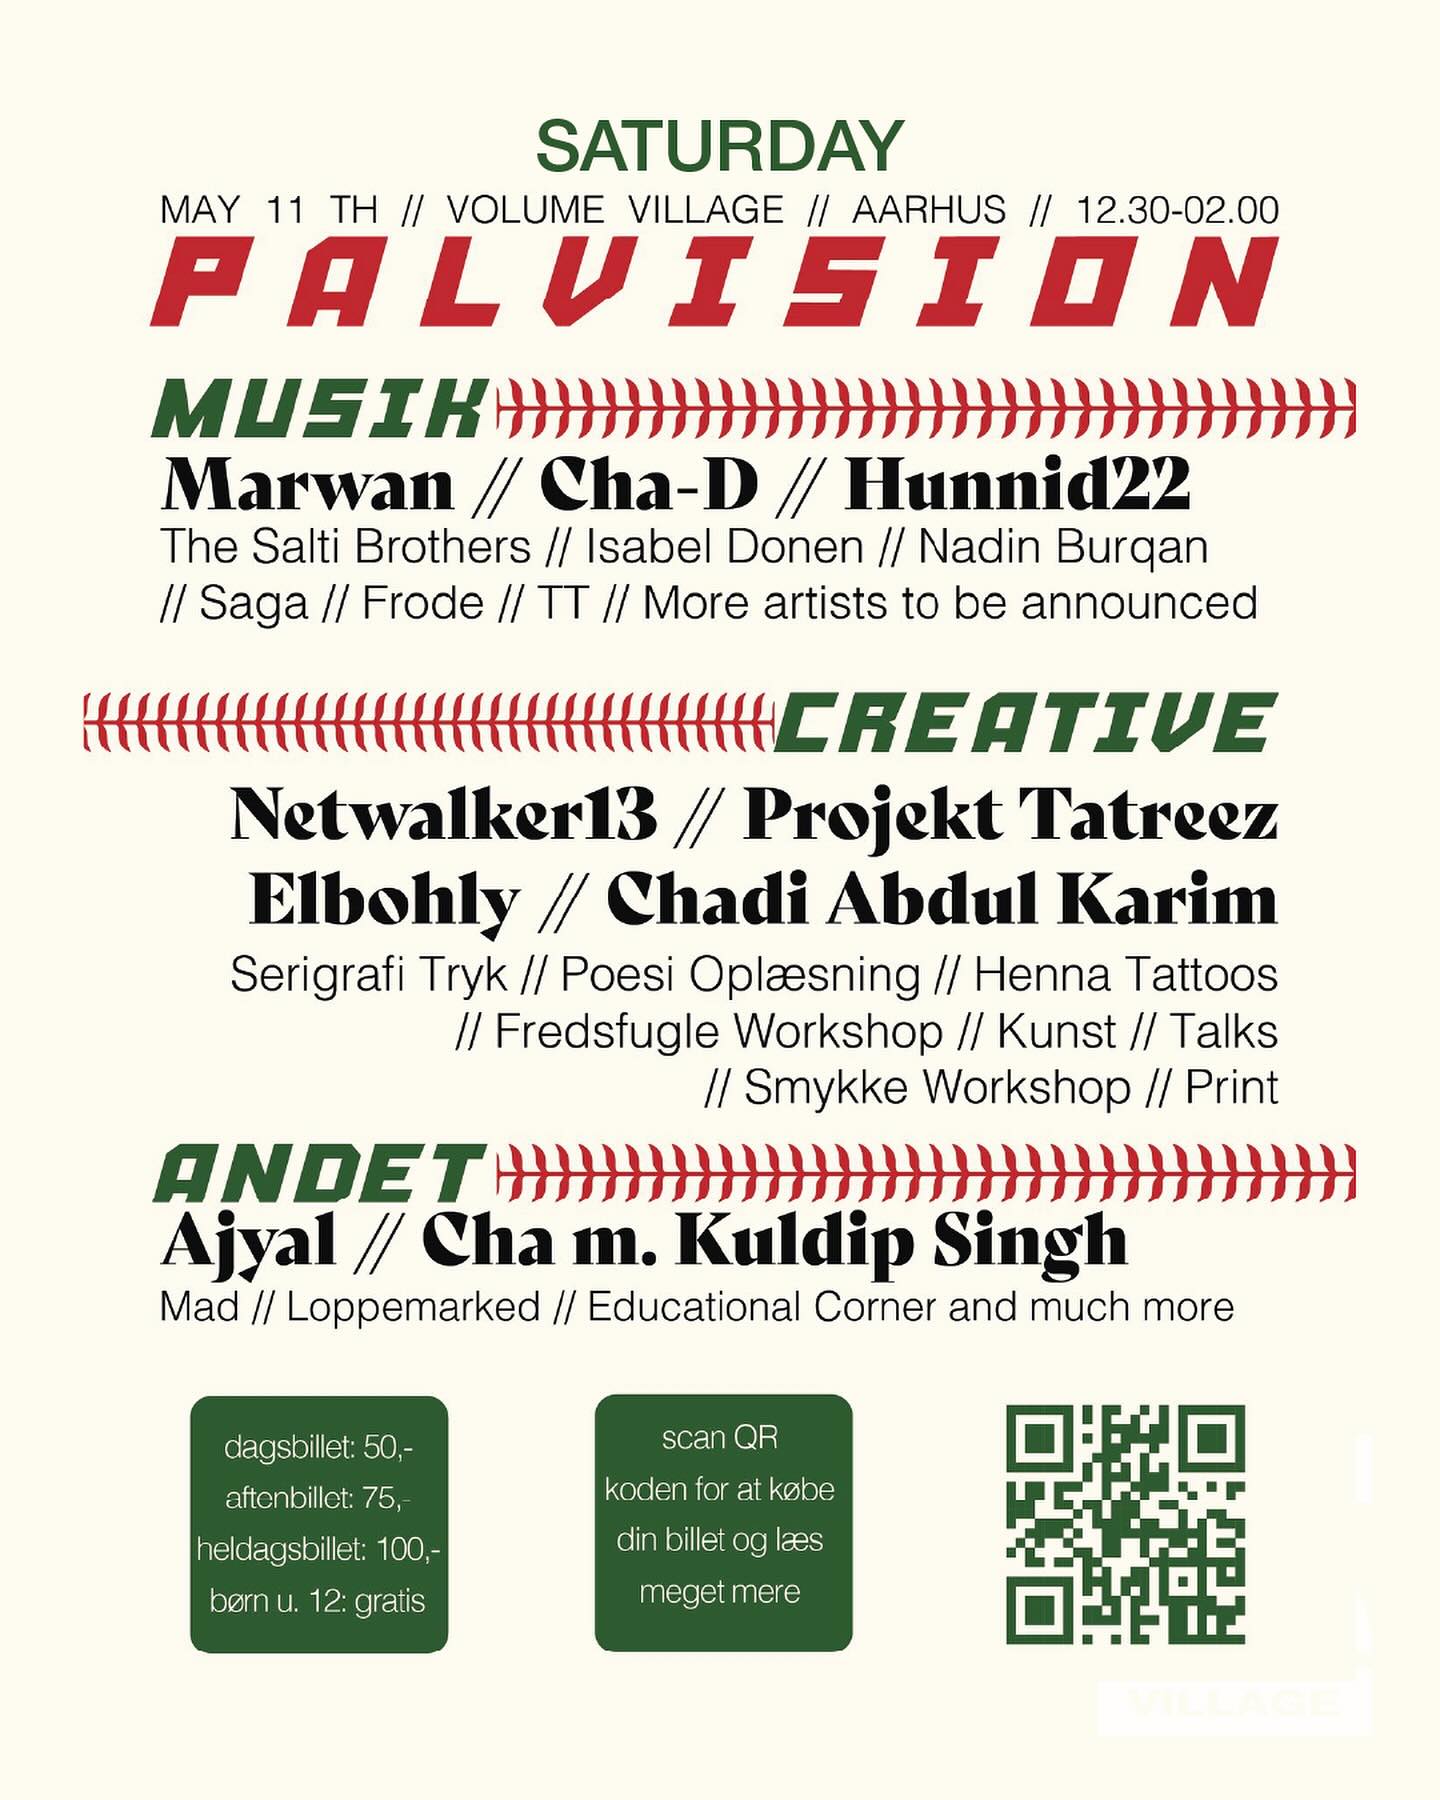 SATURDAY
MAY 11 TH // VOLUME VILLAGE // AARHUS // 12.30-02.00
PALVISION
MUSIK
Marwan // Cha-D // Hunnid22
The Salti Brothers // Isabel Donen // Nadin Burqan
// Saga // Frode // TT // More artists to be announced
CREATIVE
Netwalker13 // Projekt Tatreez
Elbohly // Chadi Abdul Karim
Serigrafi Tryk // Poesi Oplæsning // Henna Tattoos
// Fredsfugle Workshop // Kunst // Talks
// Smykke Workshop // Print
ANDET
Ajyal // Cha m. Kuldip Singh
Mad // Loppemarked // Educational Corner and much more
dagsbillet: 50,-
aftenbillet: 75,-
heldagsbillet: 100,-
børn u. 12: gratis
scan QR
koden for at købe
din billet og læs
meget mere
VILLAGE